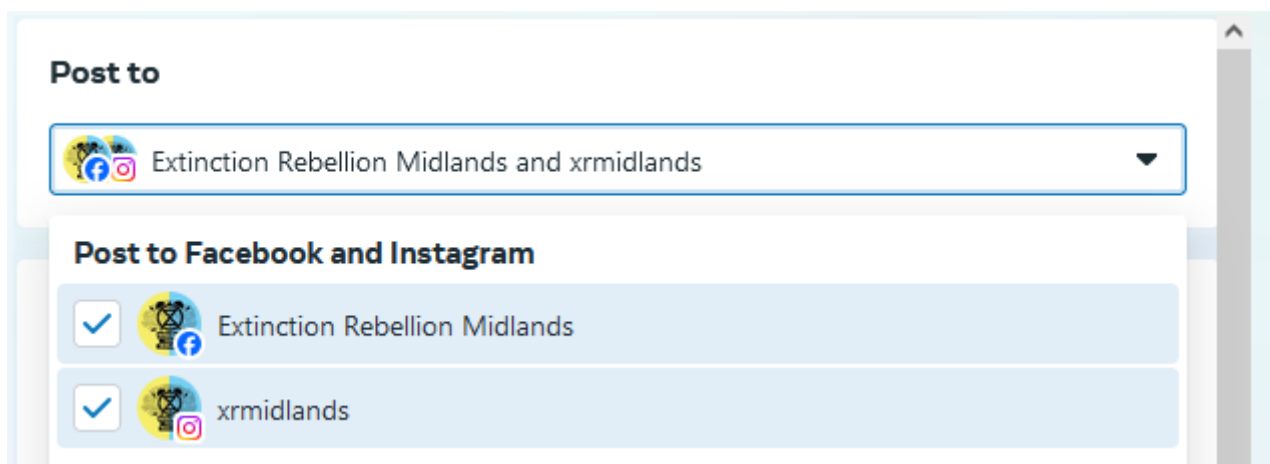 Post to
Extinction Rebellion Midlands and xrmidlands
Post to Facebook and Instagram
Extinction Rebellion Midlands
xrmidlands